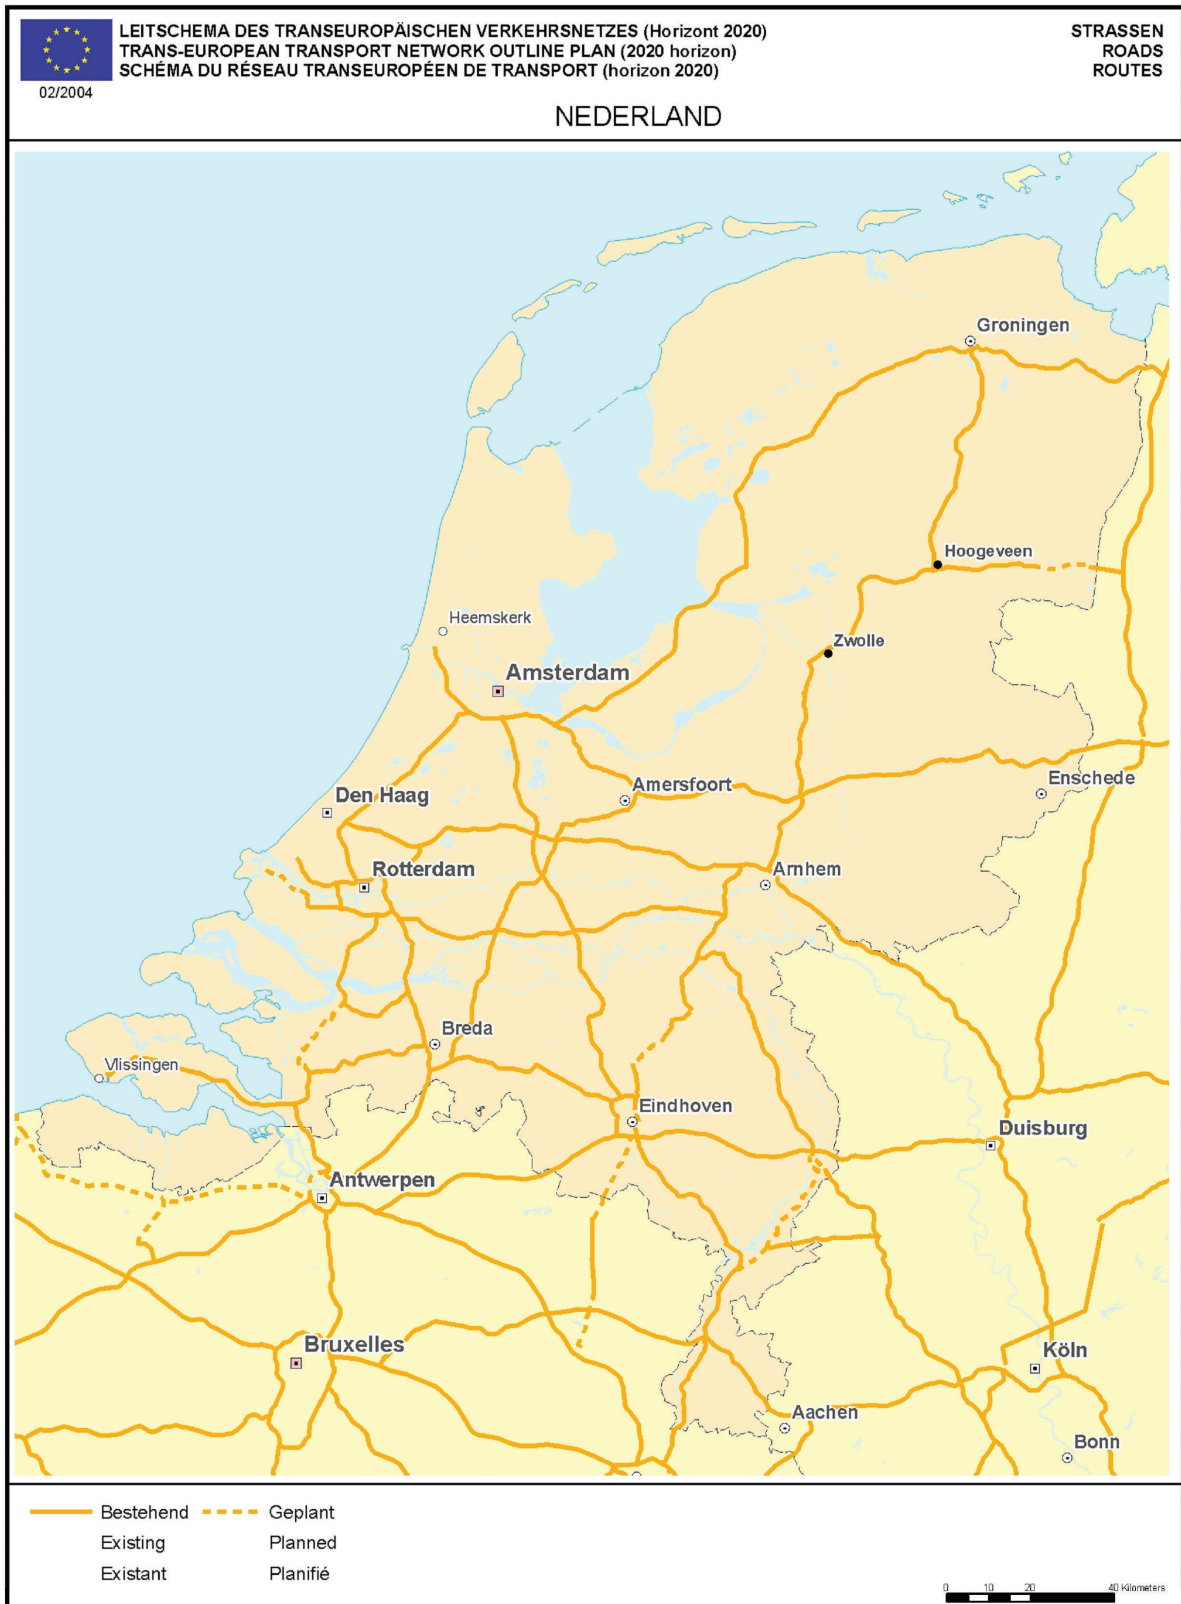 LEITSCHEMA DES TRANSEUROPÄISCHEN VERKEHRSNETZES (Horizont 2020)
TRANS-EUROPEAN TRANSPORT NETWORK OUTLINE PLAN (2020 horizon)
SCHÉMA DU RÉSEAU TRANSEUROPÉEN DE TRANSPORT (horizon 2020)
STRASSEN
ROADS
ROUTES
02/2004
NEDERLAND
Groningen
Hoogeveen
Heemskerk
Zwolle
Amsterdam
Enschede
Amersfoort
Den Haag
Rotterdam
Arnhem
Breda
Vlissingen
Eindhoven
Duisburg
Antwerpen
Bruxelles
Köln
Aachen
Bonn
Bestehend
Geplant
Existing
Planned
Existant
Planifié
0 10 20 40 Kilometers